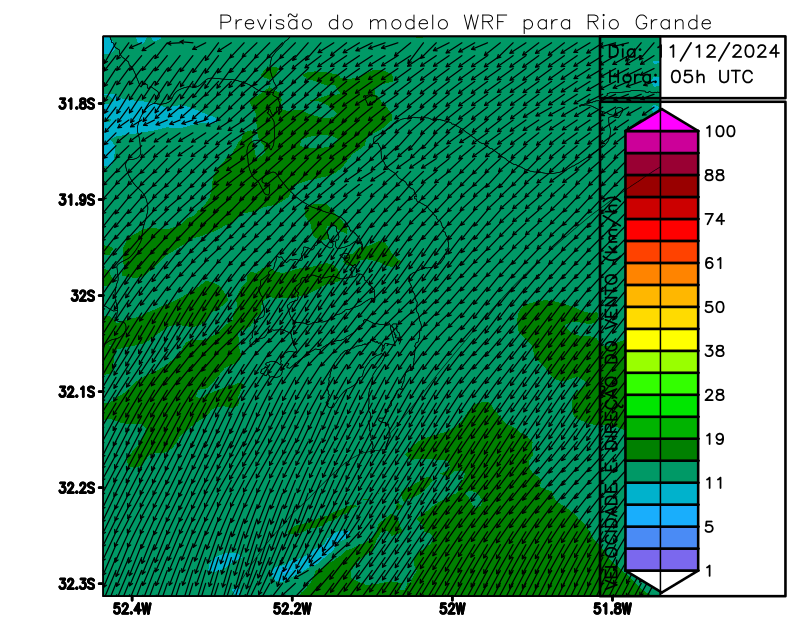 Previsão do modelo WRF para Rio Grande
Dia: 11/12/2024
Hora: 05h UTC
31.8S
31.9S
32S
32.1S
32.2S
32.3S
52.4W
52.2W
52W
51.8W
VELOCIDADE E DIREÇÃO DO VENTO (km/h)
100
88
74
61
50
38
28
19
11
5
1